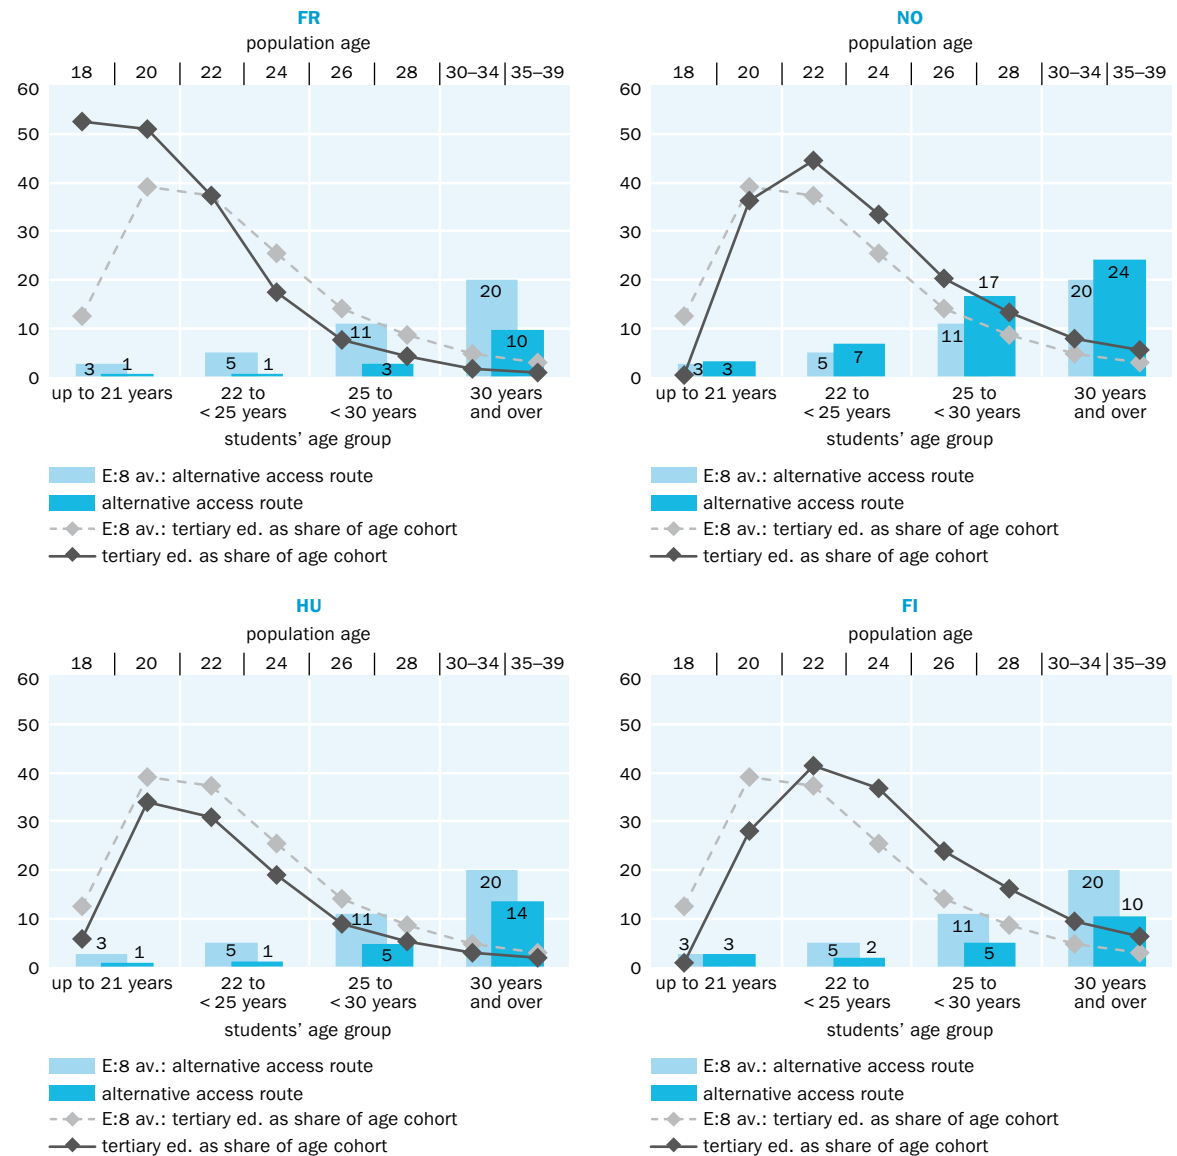 FR
population age
18 20 22 24 26 28 30–34 35–39
60
50
40
30
20
10
0
3 1 5 1 11 3 20 10
up to 21 years 22 to < 25 years 25 to < 30 years 30 years and over
students’ age group
E:8 av.: alternative access route
alternative access route
E:8 av.: tertiary ed. as share of age cohort
tertiary ed. as share of age cohort
NO
population age
18 20 22 24 26 28 30–34 35–39
60
50
40
30
20
10
0
3 3 5 7 11 17 20 24
up to 21 years 22 to < 25 years 25 to < 30 years 30 years and over
students’ age group
E:8 av.: alternative access route
alternative access route
E:8 av.: tertiary ed. as share of age cohort
tertiary ed. as share of age cohort
HU
population age
18 20 22 24 26 28 30–34 35–39
60
50
40
30
20
10
0
3 1 5 1 11 5 20 14
up to 21 years 22 to < 25 years 25 to < 30 years 30 years and over
students’ age group
E:8 av.: alternative access route
alternative access route
E:8 av.: tertiary ed. as share of age cohort
tertiary ed. as share of age cohort
FI
population age
18 20 22 24 26 28 30–34 35–39
60
50
40
30
20
10
0
3 3 5 2 11 5 20 10
up to 21 years 22 to < 25 years 25 to < 30 years 30 years and over
students’ age group
E:8 av.: alternative access route
alternative access route
E:8 av.: tertiary ed. as share of age cohort
tertiary ed. as share of age cohort